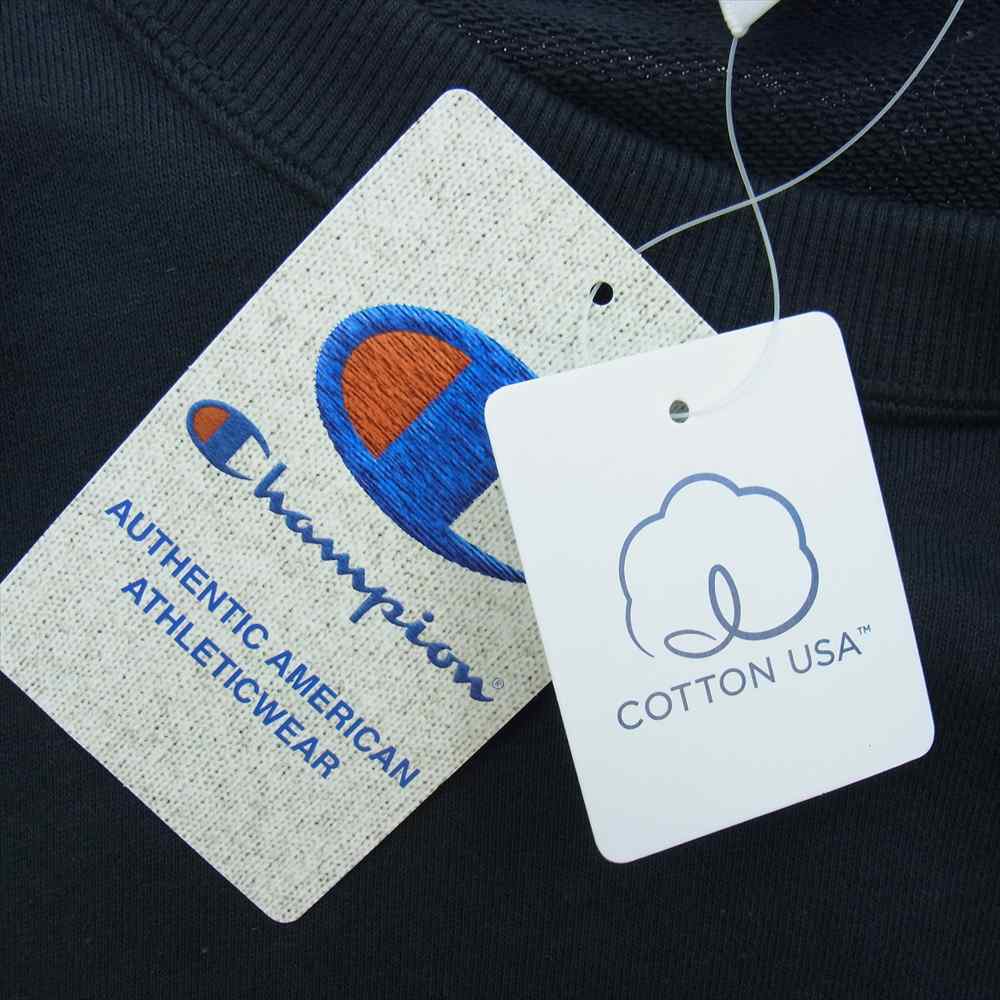 Champion®
AUTHENTIC AMERICAN
ATHLETICWEAR
COTTON USA™